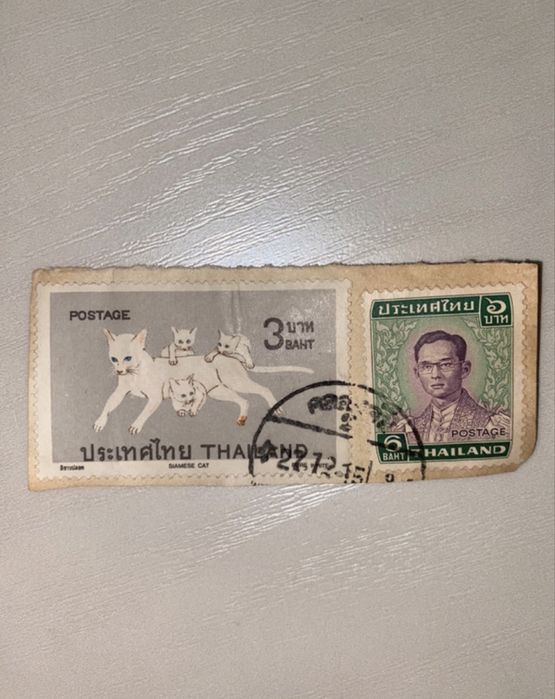 POSTAGE
3 บาท
BAHT
ประเทศไทย THAILAND
SIAMESE CAT
ประเทศไทย ๖
บาท
POSTAGE
6
BAHT THAILAND